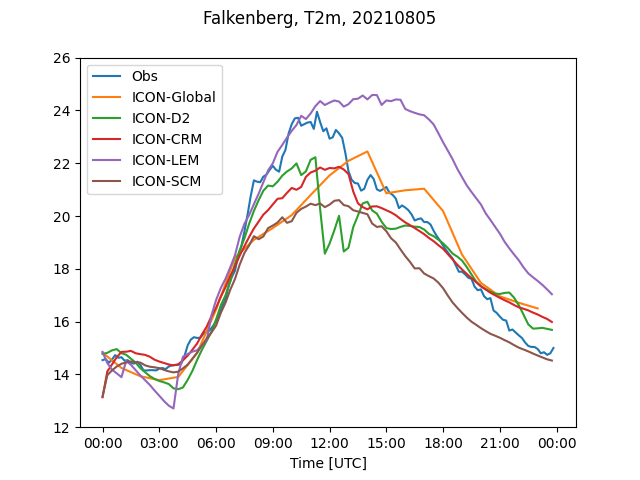 Falkenberg, T2m, 20210805
26
24
22
20
18
16
14
12
Obs
ICON-Global
ICON-D2
ICON-CRM
ICON-LEM
ICON-SCM
00:00 03:00 06:00 09:00 12:00 15:00 18:00 21:00 00:00
Time [UTC]